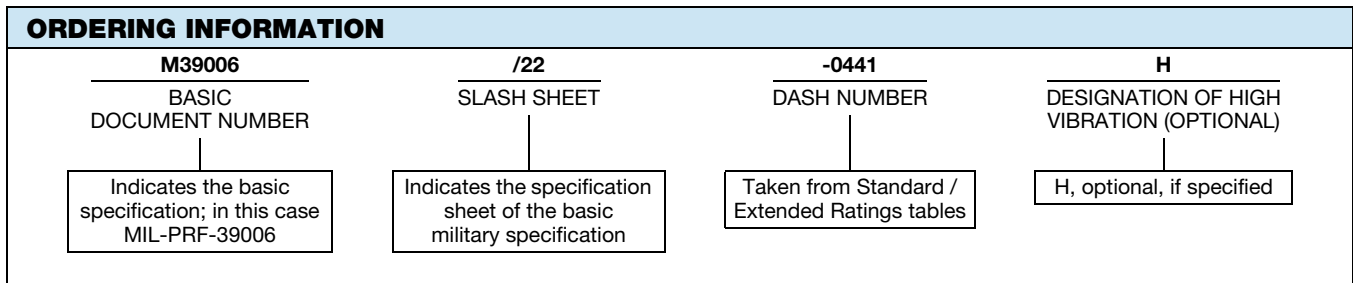 ORDERING INFORMATION
M39006
/22
-0441
H
BASIC
DOCUMENT NUMBER
SLASH SHEET
DASH NUMBER
DESIGNATION OF HIGH
VIBRATION (OPTIONAL)
Indicates the basic
specification; in this case
MIL-PRF-39006
Indicates the specification
sheet of the basic
military specification
Taken from Standard /
Extended Ratings tables
H, optional, if specified